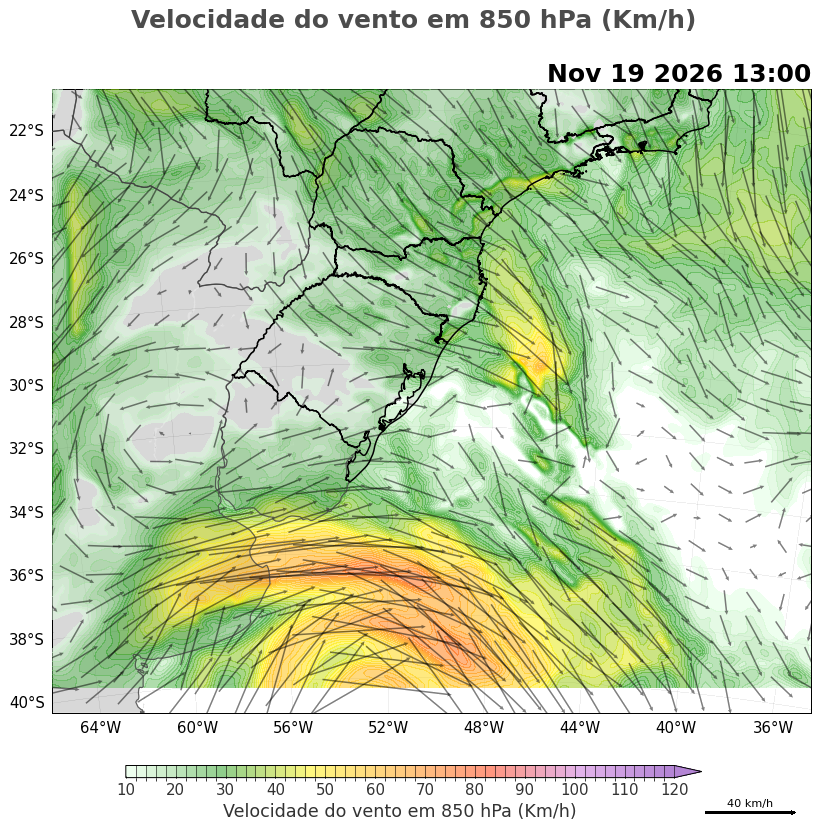 Velocidade do vento em 850 hPa (Km/h)
Nov 19 2026 13:00
22°S
24°S
26°S
28°S
30°S
32°S
34°S
36°S
38°S
40°S
64°W 60°W 56°W 52°W 48°W 44°W 40°W 36°W
10 20 30 40 50 60 70 80 90 100 110 120
Velocidade do vento em 850 hPa (Km/h)
40 km/h